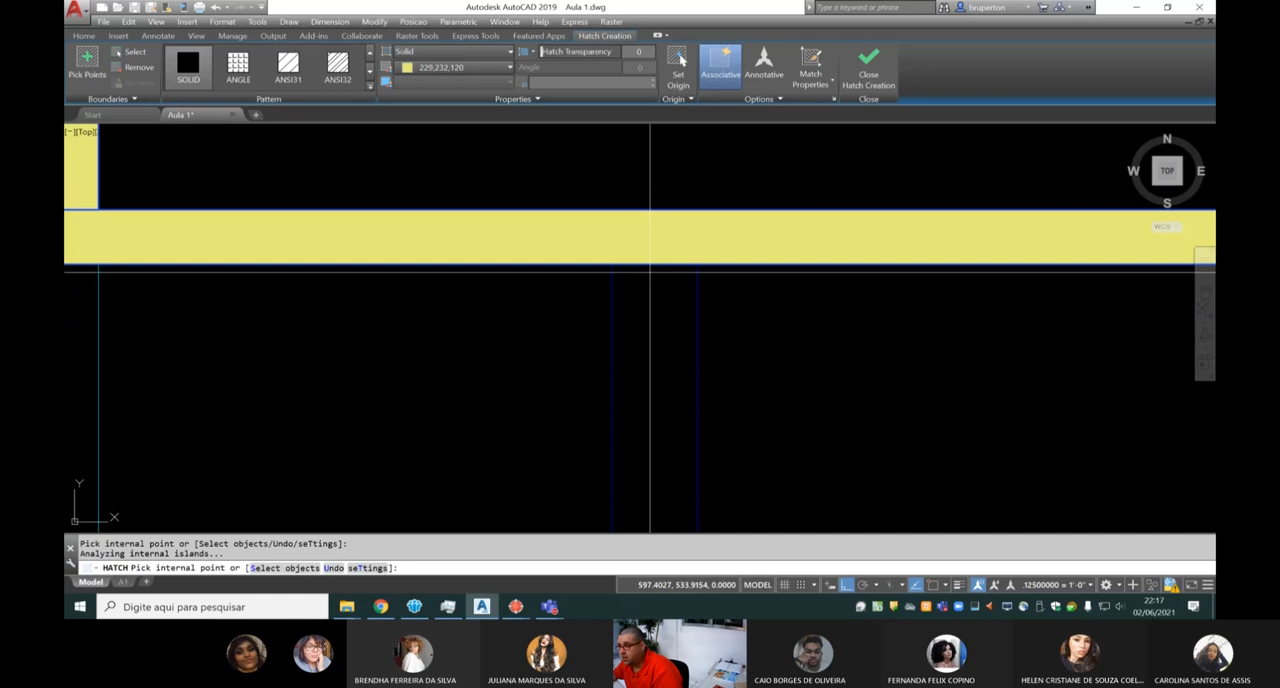 Autodesk AutoCAD 2019 Aula 1.dwg
Type a keyword or phrase
bruperton
File Edit View Insert Format Tools Draw Dimension Modify Posicao Parametric Window Help Express Raster
Home Insert Annotate View Manage Output Add-ins Collaborate Raster Tools Express Tools Featured Apps Hatch Creation
Select
Remove
Pick Points
SOLID ANGLE ANSI31 ANSI32
Solid
229,232,120
Hatch Transparency 0
Angle 0
Set
Origin
Associative Annotative Match
Properties
Close
Hatch Creation
Boundaries Pattern Properties Origin Options Close
Start Aula 1*
[−][Top][
N
W TOP E
S
WCS
Y
X
Pick internal point or [Select objects/Undo/seTtings]:
Analyzing internal islands...
HATCH Pick internal point or [Select objects Undo seTtings]:
Model A1
597.4027, 533.9154, 0.0000 MODEL
.12500000 = 1'-0"
Digite aqui para pesquisar
22:17
02/06/2021
BRENDHA FERREIRA DA SILVA
JULIANA MARQUES DA SILVA
CAIO BORGES DE OLIVEIRA
FERNANDA FELIX COPINO
HELEN CRISTIANE DE SOUZA COEL...
CAROLINA SANTOS DE ASSIS